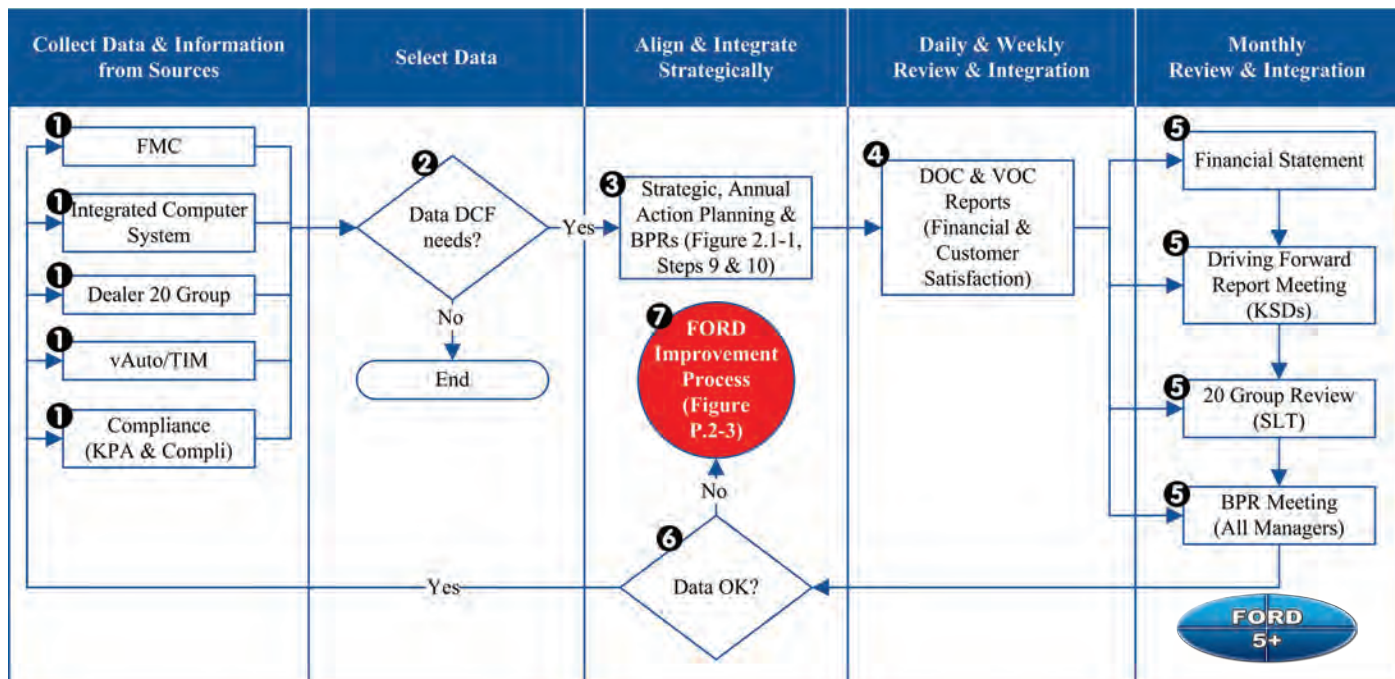 Collect Data & Information
from Sources
Select Data
Align & Integrate
Strategically
Daily & Weekly
Review & Integration
Monthly
Review & Integration
1
FMC
1
Integrated Computer
System
1
Dealer 20 Group
1
vAuto/TIM
1
Compliance
(KPA & Compli)
2
Data DCF
needs?
Yes
No
End
3
Strategic, Annual
Action Planning &
BPRs (Figure 2.1-1,
Steps 9 & 10)
4
DOC & VOC
Reports
(Financial &
Customer
Satisfaction)
5
Financial Statement
5
Driving Forward
Report Meeting
(KSDs)
5
20 Group Review
(SLT)
5
BPR Meeting
(All Managers)
6
Data OK?
Yes
No
7
FORD
Improvement
Process
(Figure
P.2-3)
FORD
5+